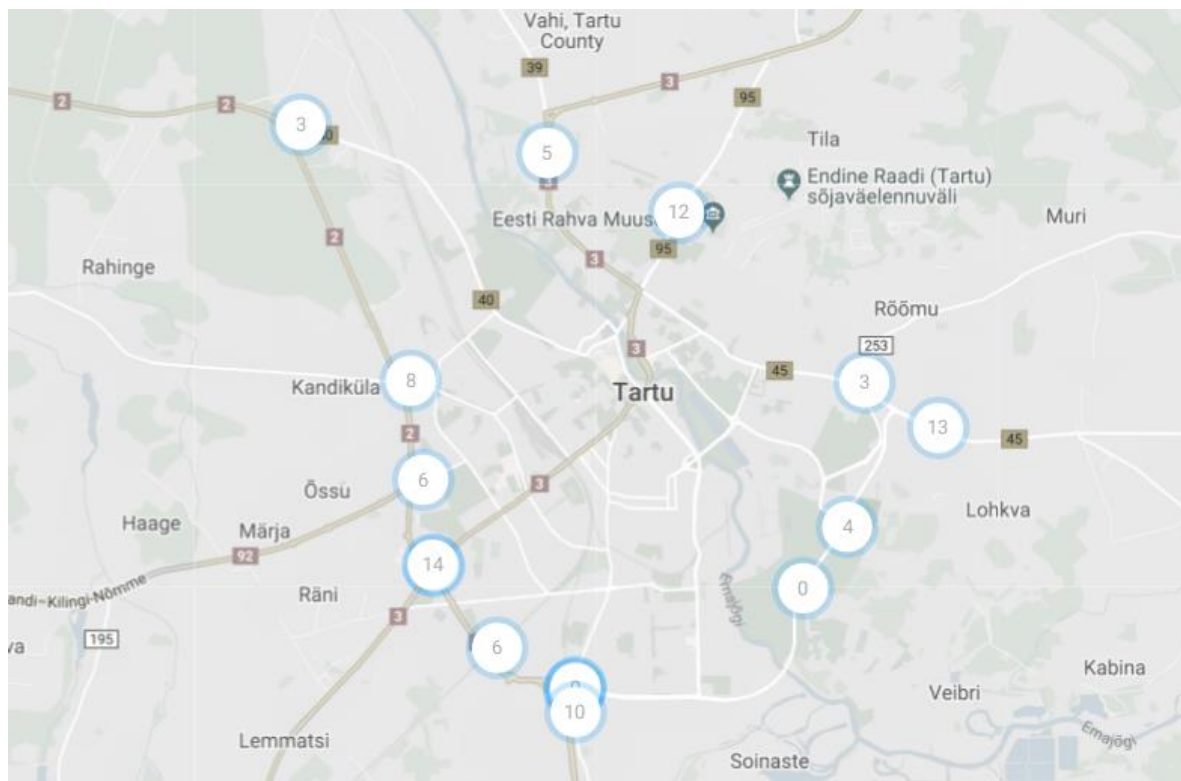 Vahi, Tartu
County
39
3
95
2
2
3
5
Tila
Endine Raadi (Tartu)
sõjaväelennuväli
12
Eesti Rahva Muus
Muri
2
95
3
Rahinge
40
Rõõmu
253
3
45
3
8
Kandiküla
Tartu
13
45
2
6
3
Õssu
Lohkva
Haage
Märja
4
92
14
0
Räni
andi-Kilingi-Nõmme
Emajõgi
3
195
6
Kabina
10
Veibri
Lemmatsi
Emajõgi
Soinaste